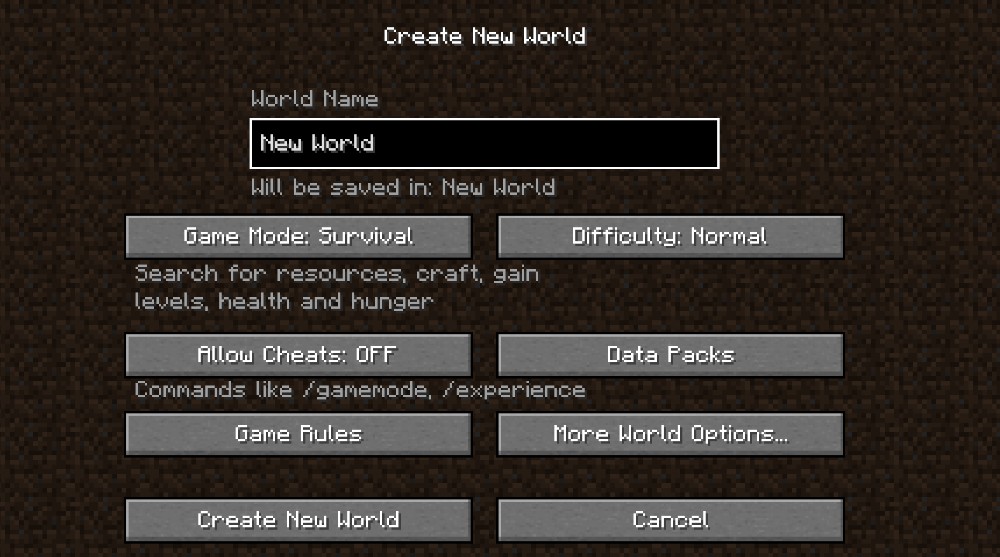 Create New World
World Name
New World
Will be saved in: New World
Game Mode: Survival
Difficulty: Normal
Search for resources, craft, gain
levels, health and hunger
Allow Cheats: OFF
Data Packs
Commands like /gamemode, /experience
Game Rules
More World Options...
Create New World
Cancel